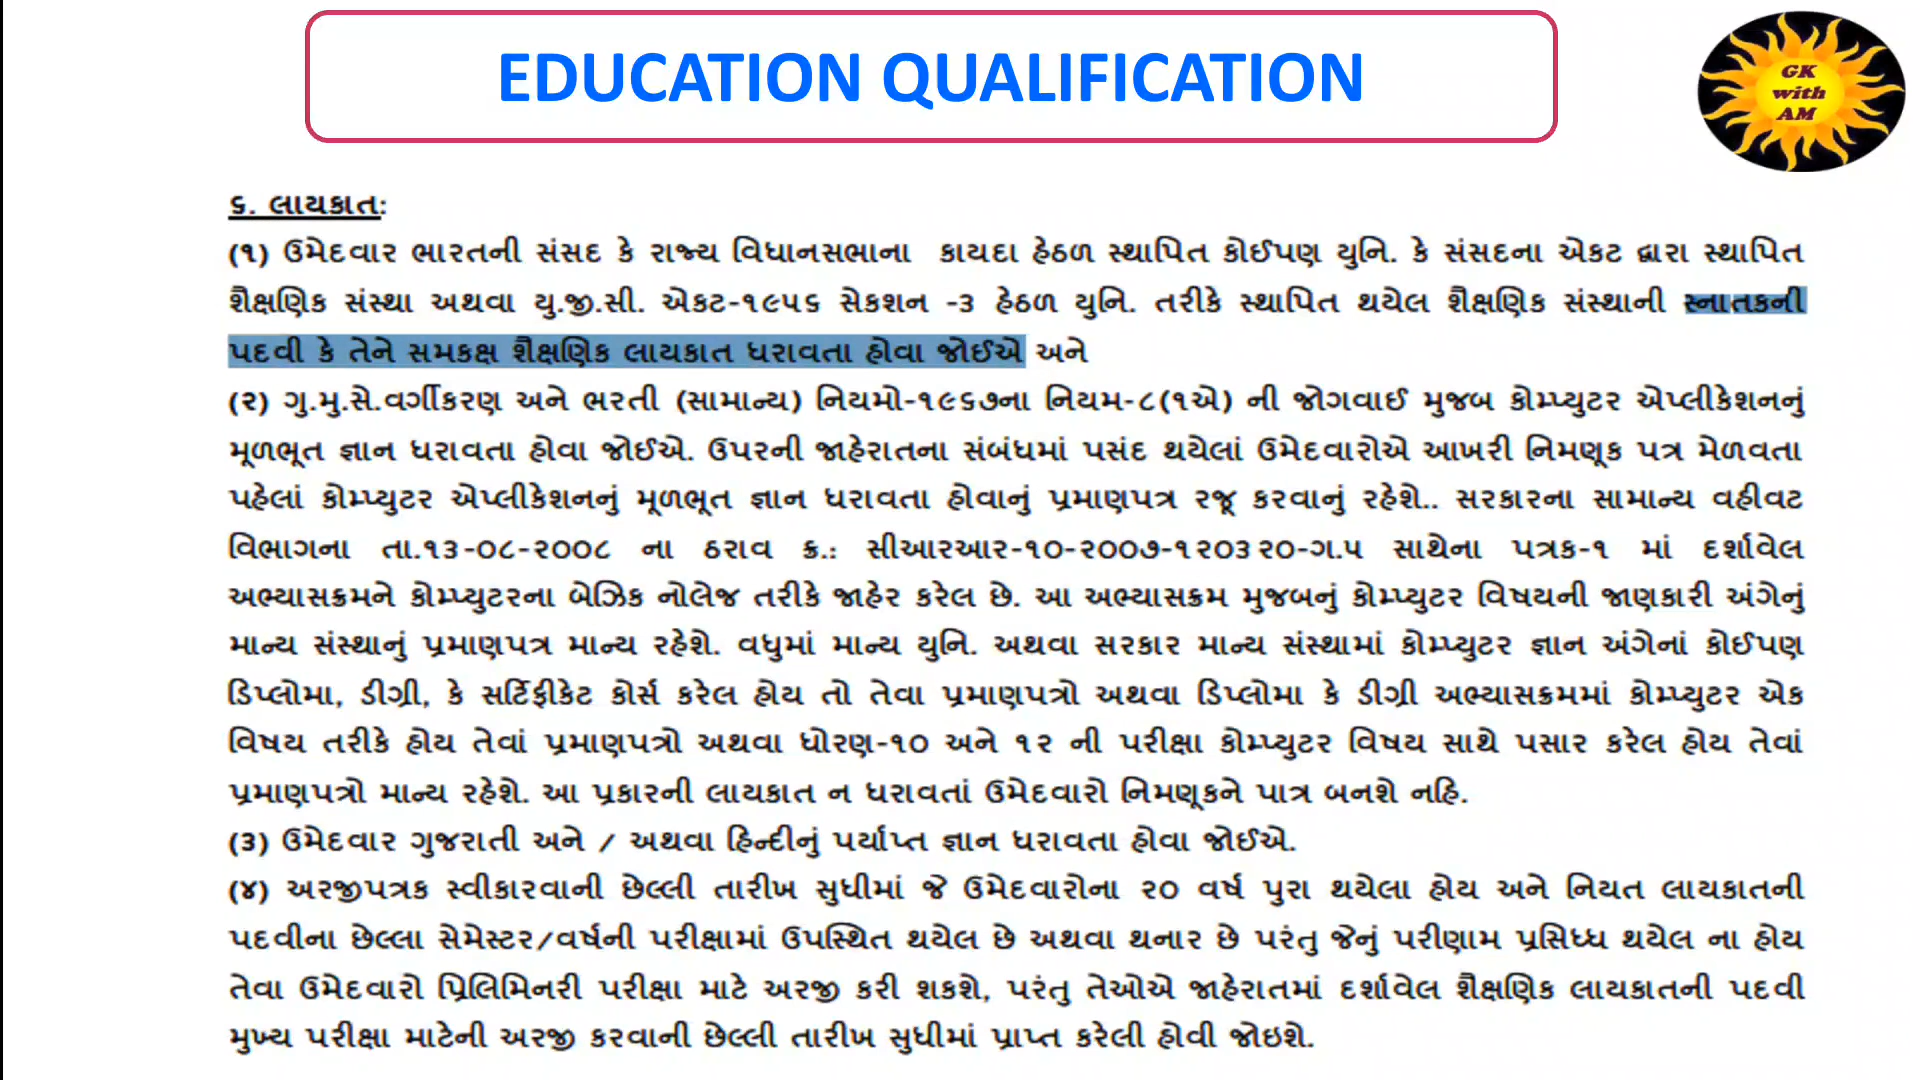 EDUCATION QUALIFICATION
GK
with
AM
૬. લાયકાત:
(૧) ઉમેદવાર ભારતની સંસદ કે રાજ્ય વિધાનસભાના કાયદા હેઠળ સ્થાપિત કોઈપણ યુનિ. કે સંસદના એકટ દ્વારા સ્થાપિત
શૈક્ષણિક સંસ્થા અથવા યુ.જી.સી. એકટ-૧૯૫૬ સેકશન -૩ હેઠળ યુનિ. તરીકે સ્થાપિત થયેલ શૈક્ષણિક સંસ્થાની સ્નાતકની
પદવી કે તેને સમકક્ષ શૈક્ષણિક લાયકાત ધરાવતા હોવા જોઈએ અને
(૨) ગુ.મુ.સે.વર્ગીકરણ અને ભરતી (સામાન્ય) નિયમો-૧૯૬૭ના નિયમ-૮(૧એ) ની જોગવાઈ મુજબ કોમ્પ્યુટર એપ્લીકેશનનું
મૂળભૂત જ્ઞાન ધરાવતા હોવા જોઈએ. ઉપરની જાહેરાતના સંબંધમાં પસંદ થયેલાં ઉમેદવારોએ આખરી નિમણૂક પત્ર મેળવતા
પહેલાં કોમ્પ્યુટર એપ્લીકેશનનું મૂળભૂત જ્ઞાન ધરાવતા હોવાનું પ્રમાણપત્ર રજૂ કરવાનું રહેશે.. સરકારના સામાન્ય વહીવટ
વિભાગના તા.૧૩-૦૮-૨૦૦૮ ના ઠરાવ ક્ર.: સીઆરઆર-૧૦-૨૦૦૭-૧૨૦૩૨૦-ગ.૫ સાથેના પત્રક-૧ માં દર્શાવેલ
અભ્યાસક્રમને કોમ્પ્યુટરના બેઝિક નોલેજ તરીકે જાહેર કરેલ છે. આ અભ્યાસક્રમ મુજબનું કોમ્પ્યુટર વિષયની જાણકારી અંગેનું
માન્ય સંસ્થાનું પ્રમાણપત્ર માન્ય રહેશે. વધુમાં માન્ય યુનિ. અથવા સરકાર માન્ય સંસ્થામાં કોમ્પ્યુટર જ્ઞાન અંગેનાં કોઈપણ
ડિપ્લોમા, ડીગ્રી, કે સર્ટિફીકેટ કોર્સ કરેલ હોય તો તેવા પ્રમાણપત્રો અથવા ડિપ્લોમા કે ડીગ્રી અભ્યાસક્રમમાં કોમ્પ્યુટર એક
વિષય તરીકે હોય તેવાં પ્રમાણપત્રો અથવા ધોરણ-૧૦ અને ૧૨ ની પરીક્ષા કોમ્પ્યુટર વિષય સાથે પસાર કરેલ હોય તેવાં
પ્રમાણપત્રો માન્ય રહેશે. આ પ્રકારની લાયકાત ન ધરાવતાં ઉમેદવારો નિમણૂકને પાત્ર બનશે નહિ.
(૩) ઉમેદવાર ગુજરાતી અને / અથવા હિન્દીનું પર્યાપ્ત જ્ઞાન ધરાવતા હોવા જોઈએ.
(૪) અરજીપત્રક સ્વીકારવાની છેલ્લી તારીખ સુધીમાં જે ઉમેદવારોના ૨૦ વર્ષ પુરા થયેલા હોય અને નિયત લાયકાતની
પદવીના છેલ્લા સેમેસ્ટર/વર્ષની પરીક્ષામાં ઉપસ્થિત થયેલ છે અથવા થનાર છે પરંતુ જેનું પરીણામ પ્રસિધ્ધ થયેલ ના હોય
તેવા ઉમેદવારો પ્રિલિમિનરી પરીક્ષા માટે અરજી કરી શકશે, પરંતુ તેઓએ જાહેરાતમાં દર્શાવેલ શૈક્ષણિક લાયકાતની પદવી
મુખ્ય પરીક્ષા માટેની અરજી કરવાની છેલ્લી તારીખ સુધીમાં પ્રાપ્ત કરેલી હોવી જોઇશે.